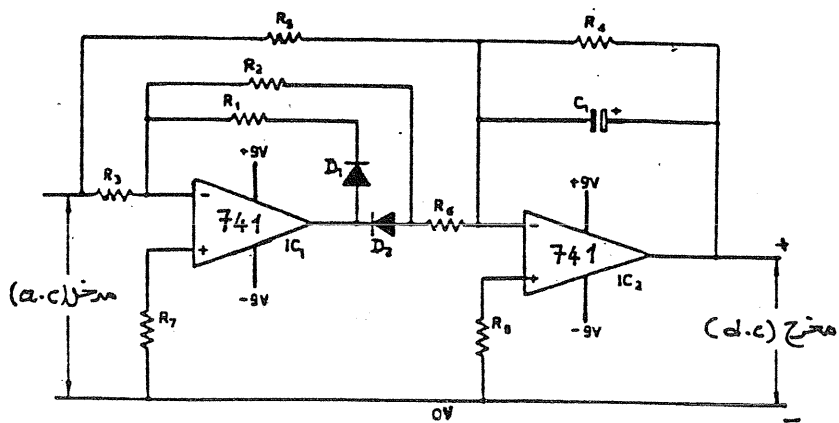 R5
R4
R2
R1
C1
+
+9V
D1
+9V
R3
-
741
+
IC1
D2
R6
-
741
+
IC2
+
مدخل (a.c)
-9V
R7
-9V
R8
مخرج (d.c)
0V
-